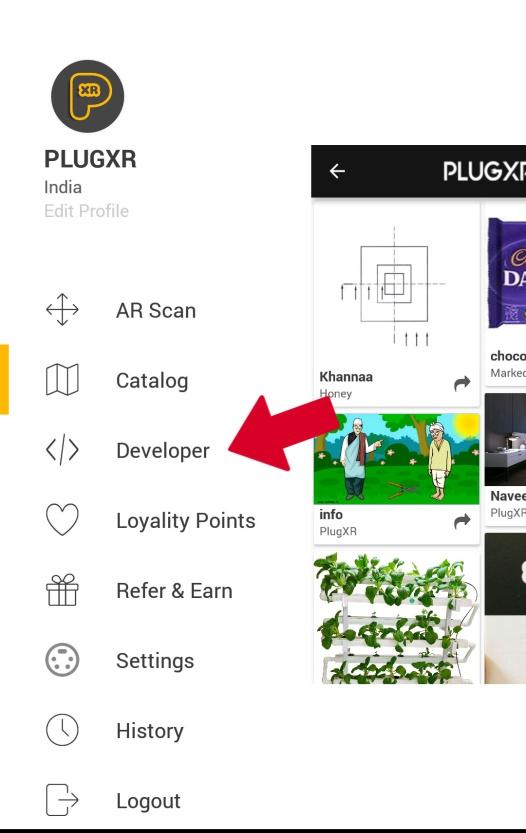 XR
PLUGXR
India
Edit Profile
AR Scan
Catalog
Developer
Loyality Points
Refer & Earn
Settings
History
Logout
PLUGXR
Khannaa
Honey
info
PlugXR
DA
choco
Marked
Navee
PlugXR